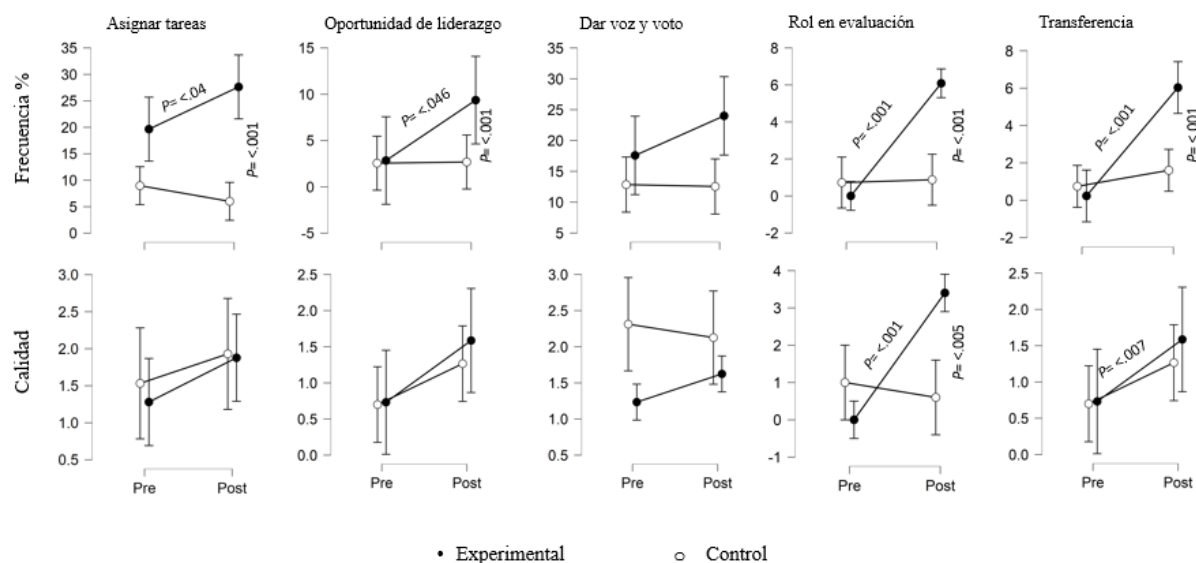 Asignar tareas Oportunidad de liderazgo Dar voz y voto Rol en evaluación Transferencia
Frecuencia %
35 15 35 8 8
30 10 30 6 6
25 5 25 4 4
20 0 20 2 2
15 -5 15 0 0
10 10 -2 -2
5 5
0
P= <.04 P= <.001 P= <.046 P= <.001 P= <.001 P= <.001 P= <.001 P= <.001
Calidad
3.0 2.5 3.0 4 2.5
2.5 2.0 2.5 3 2.0
2.0 1.5 2.0 2 1.5
1.5 1.0 1.5 1 1.0
1.0 0.5 1.0 0 0.5
0.5 0.0 0.5 -1 0.0
P= <.001 P= <.005 P= <.007
Pre Post Pre Post Pre Post Pre Post Pre Post
• Experimental ○ Control